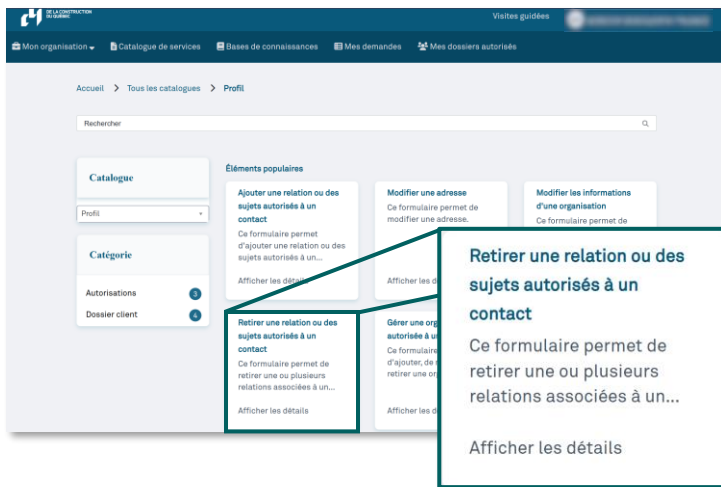 DE LA CONSTRUCTION
DU QUÉBEC
Visites guidées
Mon organisation
Catalogue de services
Bases de connaissances
Mes demandes
Mes dossiers autorisés
Accueil > Tous les catalogues > Profil
Rechercher
Catalogue
Profil
Catégorie
Autorisations 3
Dossier client 4
Éléments populaires
Ajouter une relation ou des
sujets autorisés à un
contact
Ce formulaire permet
d'ajouter une relation ou des
sujets autorisés à un...
Afficher les détails
Modifier une adresse
Ce formulaire permet de
modifier une adresse.
Afficher les d
Modifier les informations
d'une organisation
Ce formulaire permet de
Retirer une relation ou des
sujets autorisés à un
contact
Ce formulaire permet de
retirer une ou plusieurs
relations associées à un...
Afficher les détails
Gérer une org
autorisée à u
Ce formulaire
d'ajouter, de
retirer une or
Afficher les d
Retirer une relation ou des
sujets autorisés à un
contact
Ce formulaire permet de
retirer une ou plusieurs
relations associées à un...
Afficher les détails